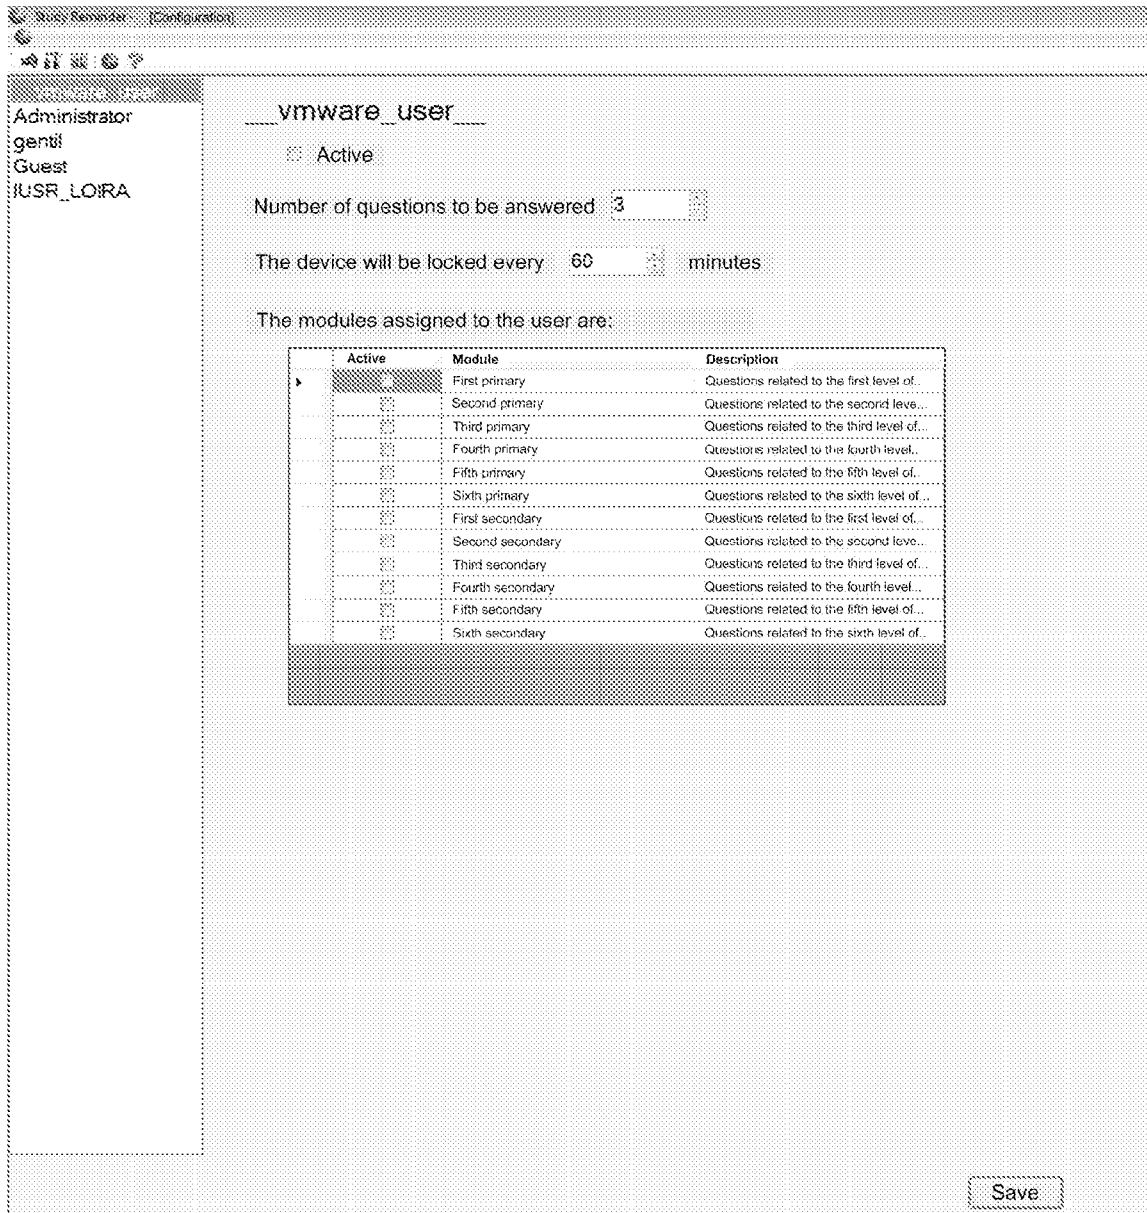 Study Reminder - [Configuration]
Administrator
gentil
Guest
IUSR_LOIRA
__vmware_user__
Active
Number of questions to be answered 3
The device will be locked every 60 minutes
The modules assigned to the user are:
Active Module Description
First primary Questions related to the first level of..
Second primary Questions related to the second leve...
Third primary Questions related to the third level of...
Fourth primary Questions related to the fourth level..
Fifth primary Questions related to the fifth level of..
Sixth primary Questions related to the sixth level of...
First secondary Questions related to the first level of..
Second secondary Questions related to the second leve...
Third secondary Questions related to the third level of...
Fourth secondary Questions related to the fourth level...
Fifth secondary Questions related to the fifth level of...
Sixth secondary Questions related to the sixth level of..
Save